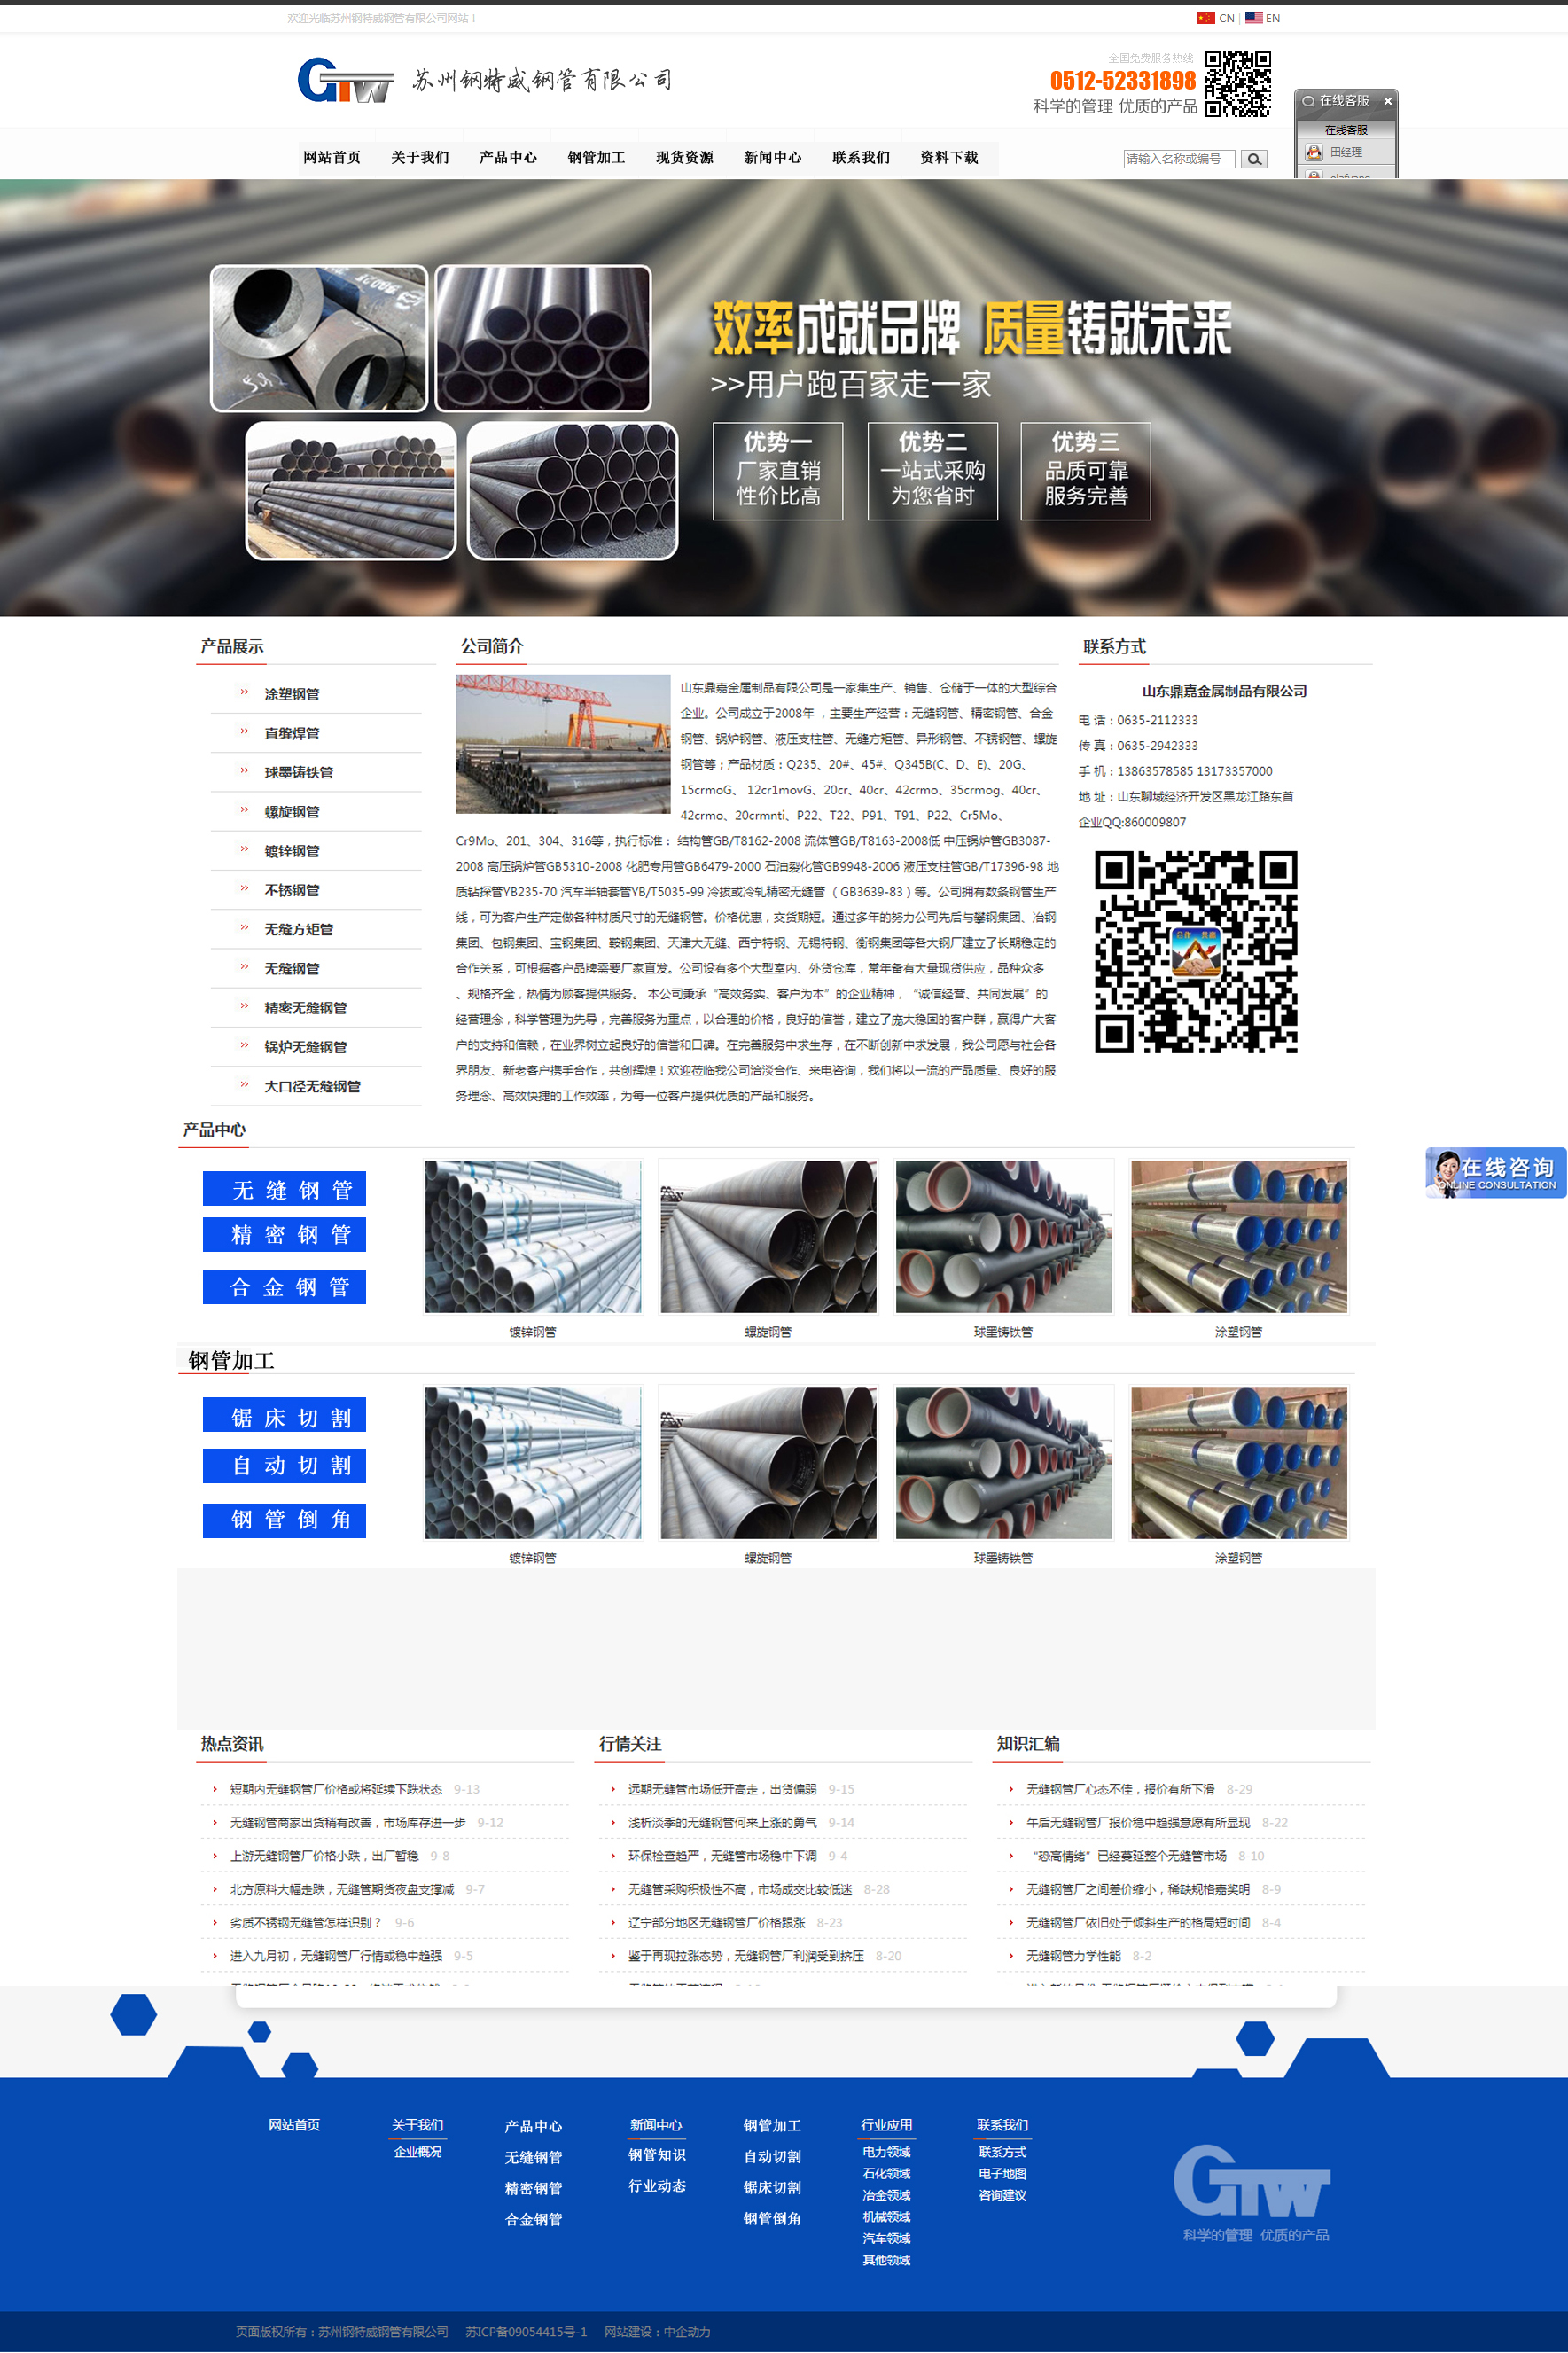 欢迎光临苏州钢特威钢管有限公司网站！
CN | EN
GTW 苏州钢特威钢管有限公司
全国免费服务热线
0512-52331898
科学的管理 优质的产品
在线客服
在线客服
田经理
网站首页 关于我们 产品中心 钢管加工 现货资源 新闻中心 联系我们 资料下载
请输入名称或编号
效率成就品牌 质量铸就未来
>>用户跑百家走一家
优势一 优势二 优势三
厂家直销 一站式采购 品质可靠
性价比高 为您省时 服务完善
产品展示
涂塑钢管
直缝焊管
球墨铸铁管
螺旋钢管
镀锌钢管
不锈钢管
无缝方矩管
无缝钢管
精密无缝钢管
锅炉无缝钢管
大口径无缝钢管
公司简介
山东鼎嘉金属制品有限公司是一家集生产、销售、仓储于一体的大型综合
企业。公司成立于2008年 ，主要生产经营：无缝钢管、精密钢管、合金
钢管、锅炉钢管、液压支柱管、无缝方矩管、异形钢管、不锈钢管、螺旋
钢管等；产品材质：Q235、20#、45#、Q345B(C、D、E)、20G、
15crmoG、 12cr1movG、20cr、40cr、42crmo、35crmog、40cr、
42crmo、20crmnti、P22、T22、P91、T91、P22、Cr5Mo、
Cr9Mo、201、304、316等，执行标准： 结构管GB/T8162-2008 流体管GB/T8163-2008低 中压锅炉管GB3087-
2008 高压锅炉管GB5310-2008 化肥专用管GB6479-2000 石油裂化管GB9948-2006 液压支柱管GB/T17396-98 地
质钻探管YB235-70 汽车半轴套管YB/T5035-99 冷拔或冷轧精密无缝管 （ GB3639-83 ）等。公司拥有数条钢管生产
线，可为客户生产定做各种材质尺寸的无缝钢管。价格优惠，交货期短。通过多年的努力公司先后与攀钢集团、冶钢
集团、包钢集团、宝钢集团、鞍钢集团、天津大无缝、西宁特钢、无锡特钢、衡钢集团等各大钢厂建立了长期稳定的
合作关系，可根据客户品牌需要厂家直发。公司设有多个大型室内、外货仓库，常年备有大量现货供应，品种众多
、规格齐全，热情为顾客提供服务。 本公司秉承“高效务实、客户为本”的企业精神，“诚信经营、共同发展”的
经营理念，科学管理为先导，完善服务为重点，以合理的价格，良好的信誉，建立了庞大稳固的客户群，赢得广大客
户的支持和信赖，在业界树立起良好的信誉和口碑。在完善服务中求生存，在不断创新中求发展，我公司愿与社会各
界朋友、新老客户携手合作，共创辉煌！欢迎莅临我公司洽谈合作、来电咨询，我们将以一流的产品质量、良好的服
务理念、高效快捷的工作效率，为每一位客户提供优质的产品和服务。
联系方式
山东鼎嘉金属制品有限公司
电 话：0635-2112333
传 真：0635-2942333
手 机：13863578585 13173357000
地 址：山东聊城经济开发区黑龙江路东首
企业QQ:860009807
产品中心
无缝钢管
精密钢管
合金钢管
镀锌钢管 螺旋钢管 球墨铸铁管 涂塑钢管
在线咨询
ONLINE CONSULTATION
钢管加工
锯床切割
自动切割
钢管倒角
镀锌钢管 螺旋钢管 球墨铸铁管 涂塑钢管
热点资讯
短期内无缝钢管厂价格或将延续下跌状态 9-13
无缝钢管商家出货稍有改善，市场库存进一步 9-12
上游无缝钢管厂价格小跌，出厂暂稳 9-8
北方原料大幅走跌，无缝管期货夜盘支撑减 9-7
劣质不锈钢无缝管怎样识别？ 9-6
进入九月初，无缝钢管厂行情或稳中趋强 9-5
行情关注
远期无缝管市场低开高走，出货偏弱 9-15
浅析淡季的无缝钢管何来上涨的勇气 9-14
环保检查趋严，无缝管市场稳中下调 9-4
无缝管采购积极性不高，市场成交比较低迷 8-28
辽宁部分地区无缝钢管厂价格跟涨 8-23
鉴于再现拉涨态势，无缝钢管厂利润受到挤压 8-20
知识汇编
无缝钢管厂心态不佳，报价有所下滑 8-29
午后无缝钢管厂报价稳中趋强意愿有所显现 8-22
“恐高情绪”已经蔓延整个无缝管市场 8-10
无缝钢管厂之间差价缩小，稀缺规格嘉奖明 8-9
无缝钢管厂依旧处于倾斜生产的格局短时间 8-4
无缝钢管力学性能 8-2
网站首页
关于我们
企业概况
产品中心
无缝钢管
精密钢管
合金钢管
新闻中心
钢管知识
行业动态
钢管加工
自动切割
锯床切割
钢管倒角
行业应用
电力领域
石化领域
冶金领域
机械领域
汽车领域
其他领域
联系我们
联系方式
电子地图
咨询建议
GTW
科学的管理 优质的产品
页面版权所有：苏州钢特威钢管有限公司 苏ICP备09054415号-1 网站建设：中企动力